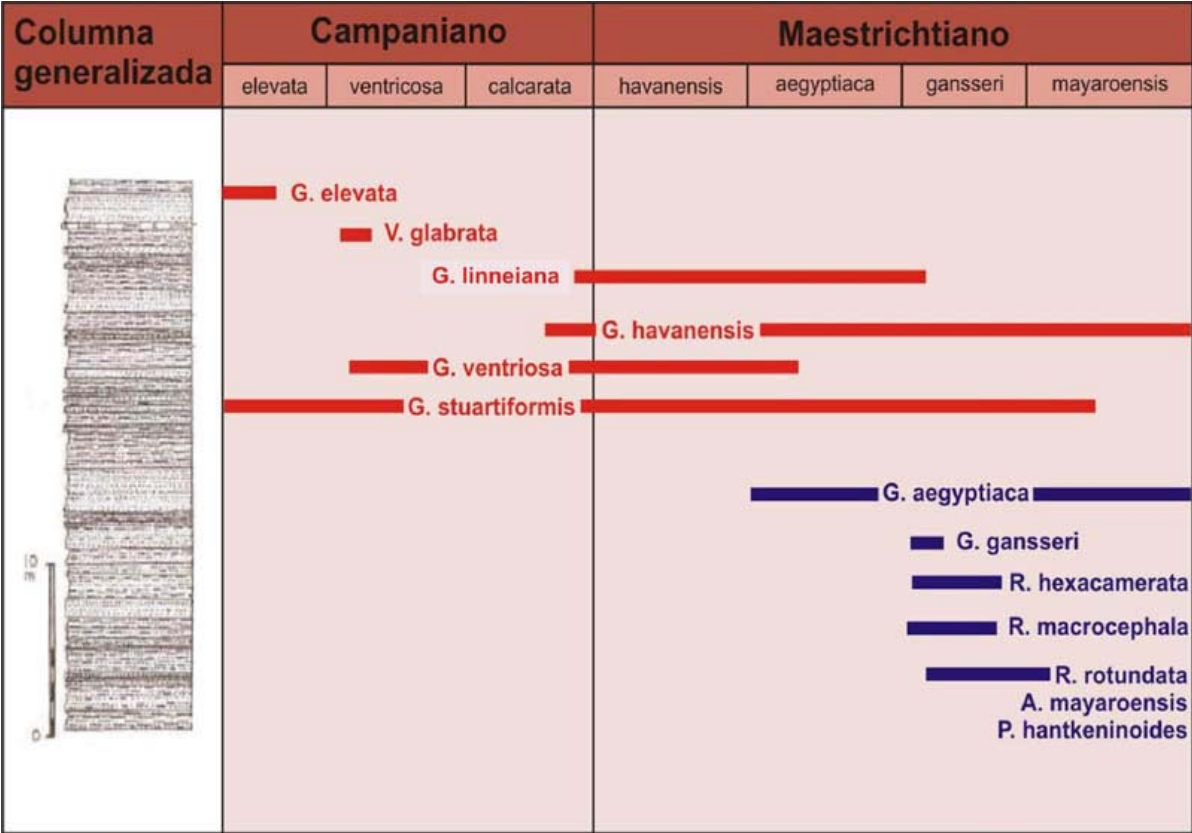 Columna
generalizada
Campaniano
Maestrichtiano
elevata
ventricosa
calcarata
havanensis
aegyptiaca
gansseri
mayaroensis
G. elevata
V. glabrata
G. linneiana
G. havanensis
G. ventriosa
G. stuartiformis
G. aegyptiaca
G. gansseri
R. hexacamerata
R. macrocephala
R. rotundata
A. mayaroensis
P. hantkeninoides
10
m
0